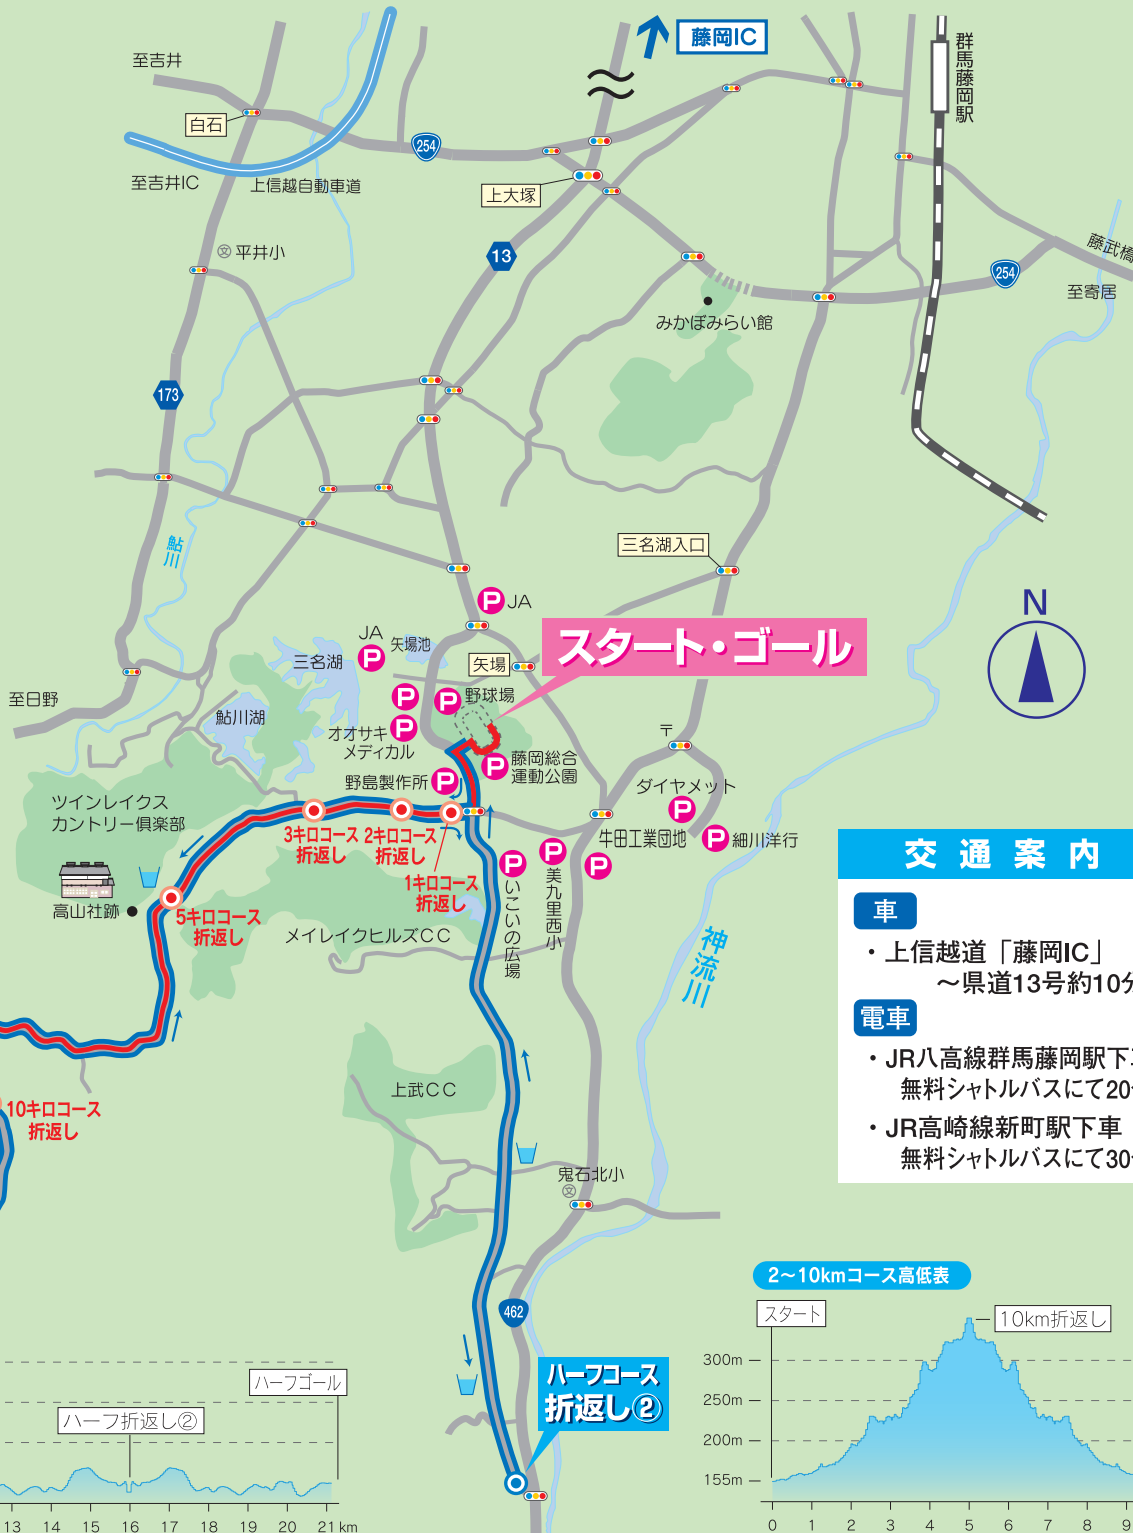 至吉井
白石
至吉井IC
上信越自動車道
254
藤岡IC
群馬藤岡駅
上大塚
平井小
文
13
藤武橋
254
至寄居
みかぼみらい館
173
三名湖入口
鮎川
P JA
JA
P
矢場池
スタート・ゴール
三名湖
矢場
N
至日野
P
P 野球場
鮎川湖
オオサキ
メディカル
P
〒
藤岡総合
運動公園
P
野島製作所 P
ダイヤメット
P
ツインレイクス
カントリー倶楽部
3キロコース
折返し
2キロコース
折返し
1キロコース
折返し
牛田工業団地
P
P 細川洋行
P
いこいの広場
P
美九里西小
高山社跡
5キロコース
折返し
メイレイクヒルズCC
神流川
交通案内
車
・上信越道「藤岡IC」
～県道13号約10分
電車
・JR八高線群馬藤岡駅下
無料シャトルバスにて20
・JR高崎線新町駅下車
無料シャトルバスにて30
上武CC
10キロコース
折返し
鬼石北小
文
462
ハーフコース
折返し②
ハーフゴール
ハーフ折返し②
13 14 15 16 17 18 19 20 21km
2～10kmコース高低表
スタート
10km折返し
300m
250m
200m
155m
0 1 2 3 4 5 6 7 8 9